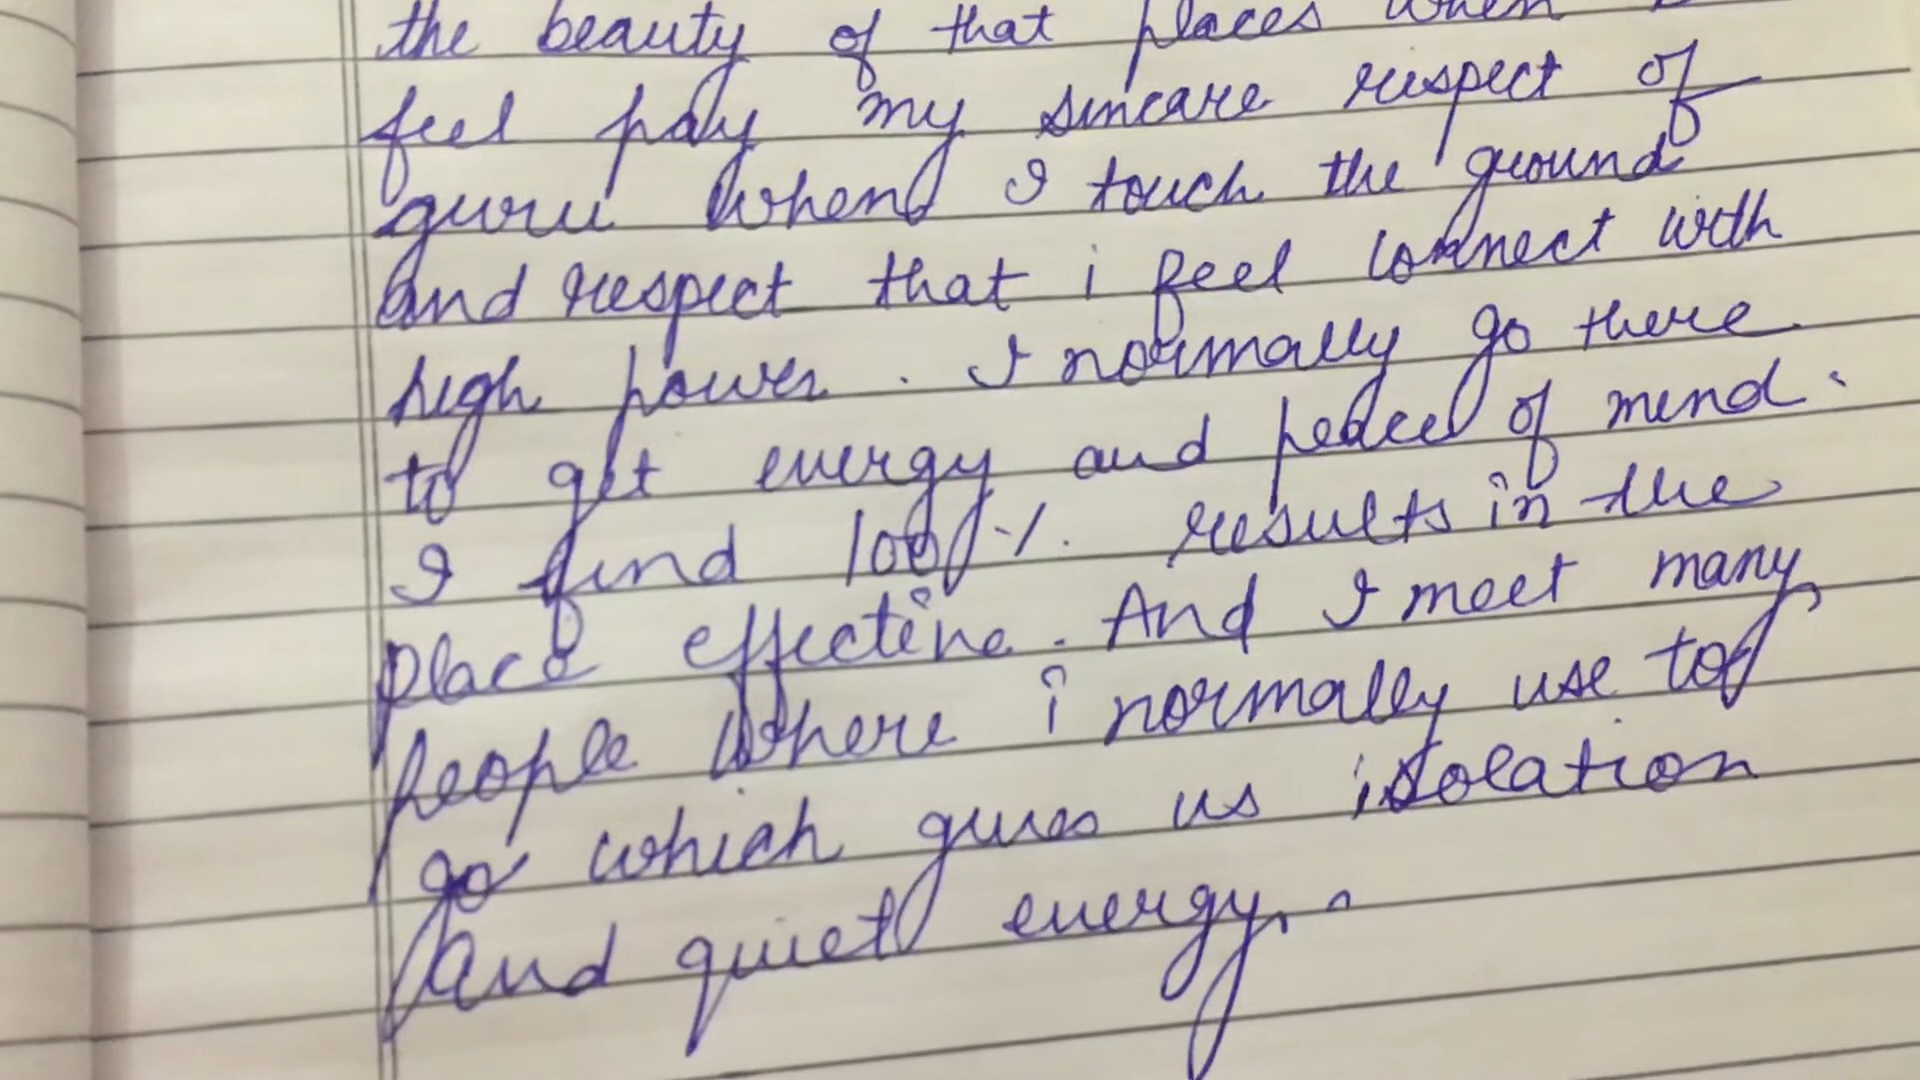 the beauty of that places when
feel pay my sincare respect of
guru when I touch the ground
and respect that i feel connect with
high power. I normally go there
to get energy and peace of mind.
I find 100% results in the
place effective. And I meet many
people where i normally use to
go which gives us isolation
and quiet energy.